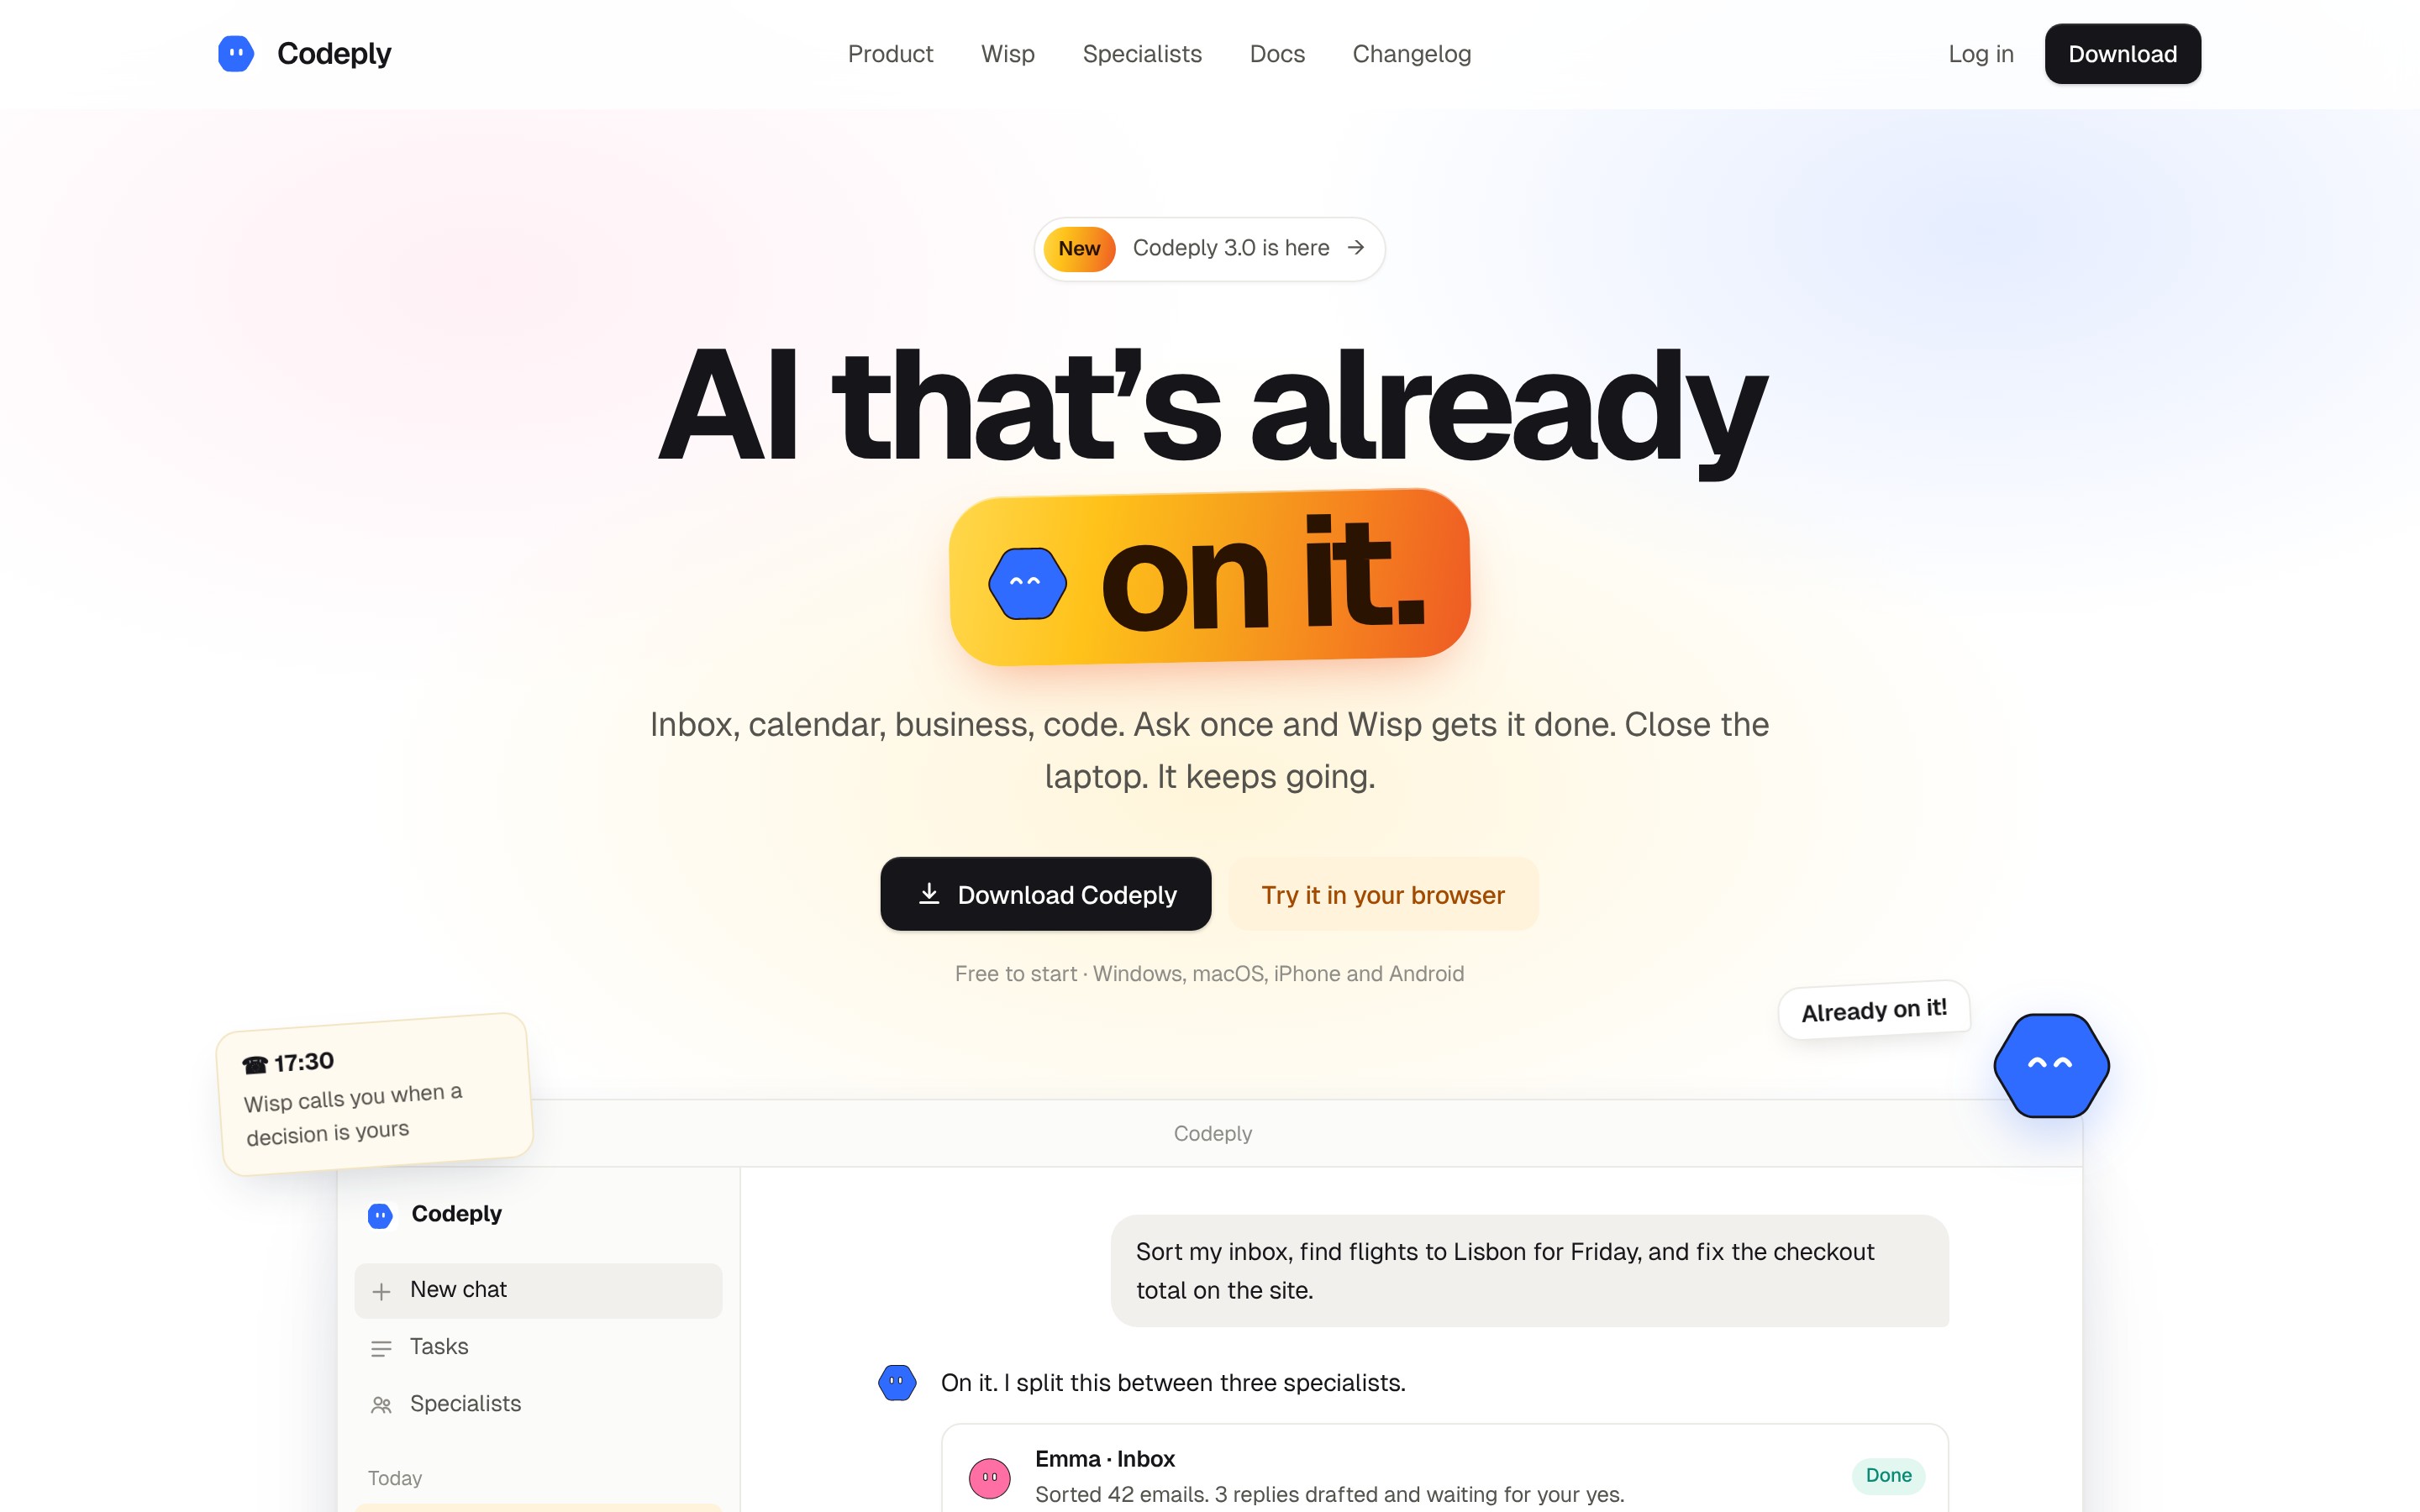 Codeply
Product
Wisp
Specialists
Docs
Changelog
Log in
Download
New Codeply 3.0 is here →
AI that’s already
on it.
Inbox, calendar, business, code. Ask once and Wisp gets it done. Close the
laptop. It keeps going.
Download Codeply
Try it in your browser
Free to start · Windows, macOS, iPhone and Android
Already on it!
☎ 17:30
Wisp calls you when a
decision is yours
Codeply
Codeply
New chat
Tasks
Specialists
Today
Sort my inbox, find flights to Lisbon for Friday, and fix the checkout
total on the site.
On it. I split this between three specialists.
Emma · Inbox
Sorted 42 emails. 3 replies drafted and waiting for your yes.
Done